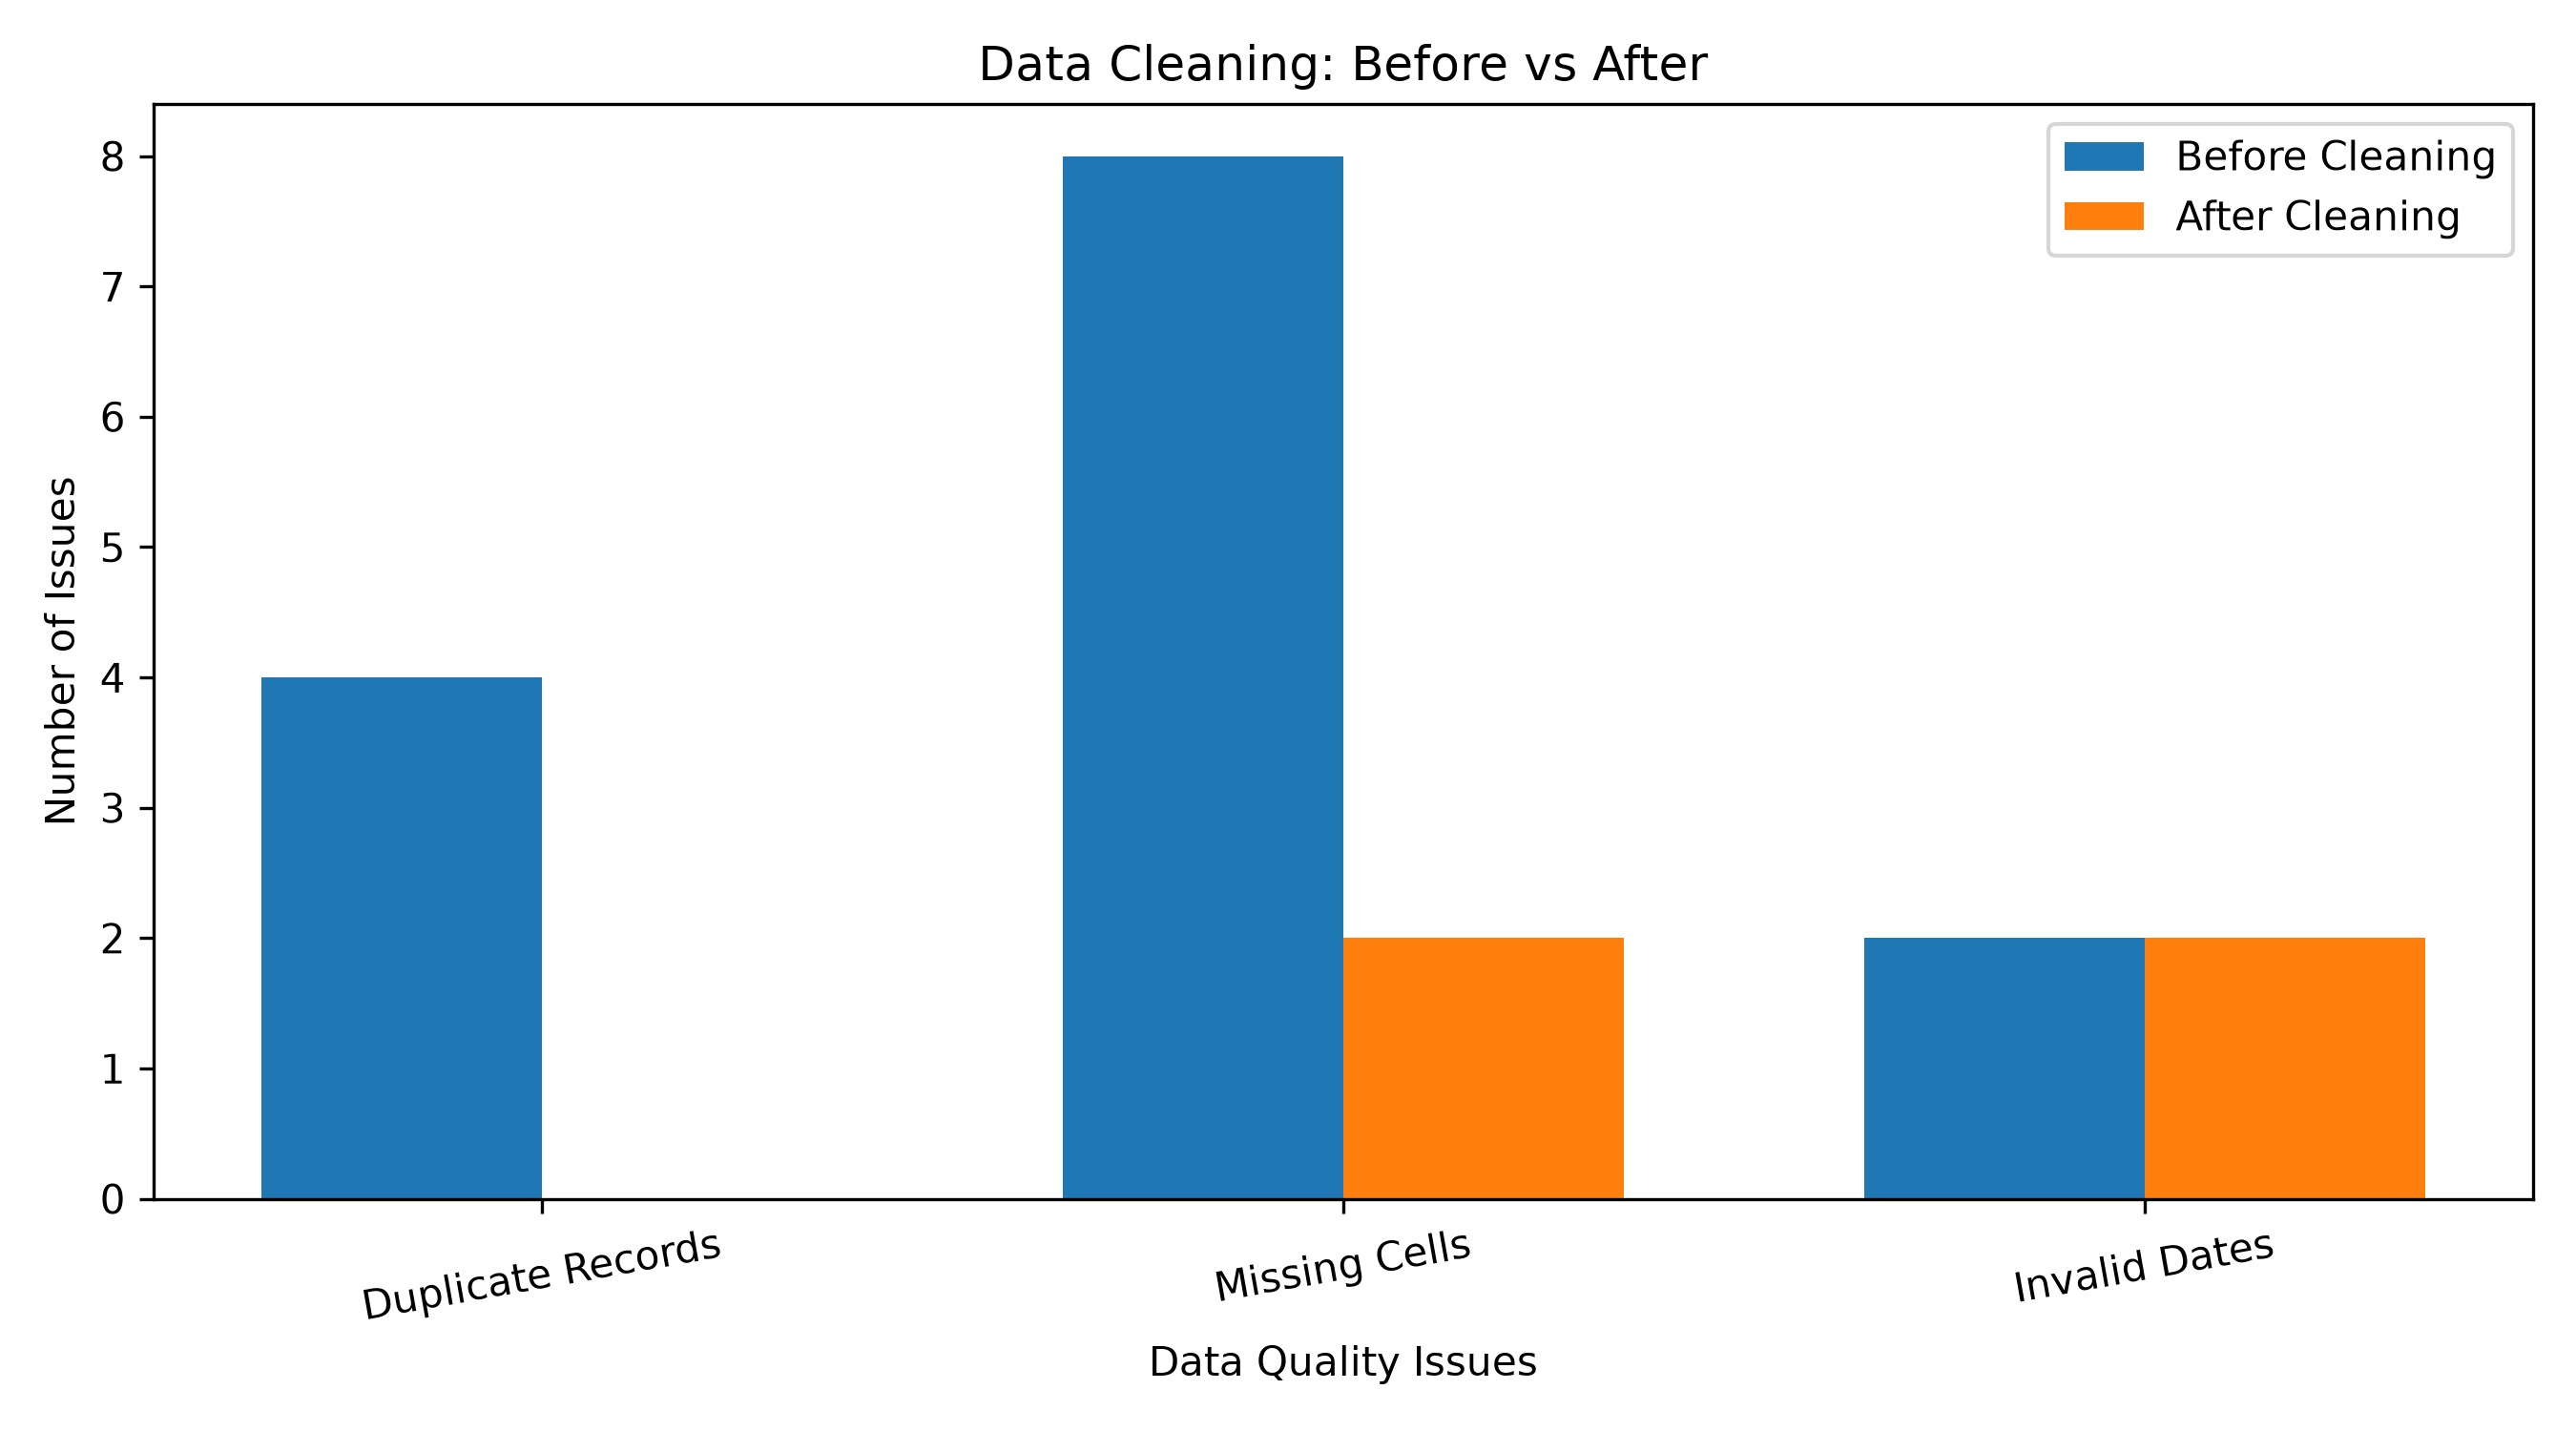 Data Cleaning: Before vs After
Before Cleaning
After Cleaning
Number of Issues
8
7
6
5
4
3
2
1
0
Duplicate Records
Missing Cells
Invalid Dates
Data Quality Issues